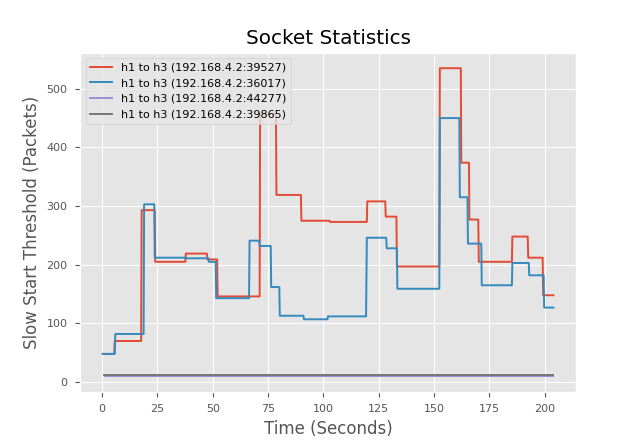 Socket Statistics
h1 to h3 (192.168.4.2:39527)
h1 to h3 (192.168.4.2:36017)
h1 to h3 (192.168.4.2:44277)
h1 to h3 (192.168.4.2:39865)
Slow Start Threshold (Packets)
500
400
300
200
100
0
0 25 50 75 100 125 150 175 200
Time (Seconds)